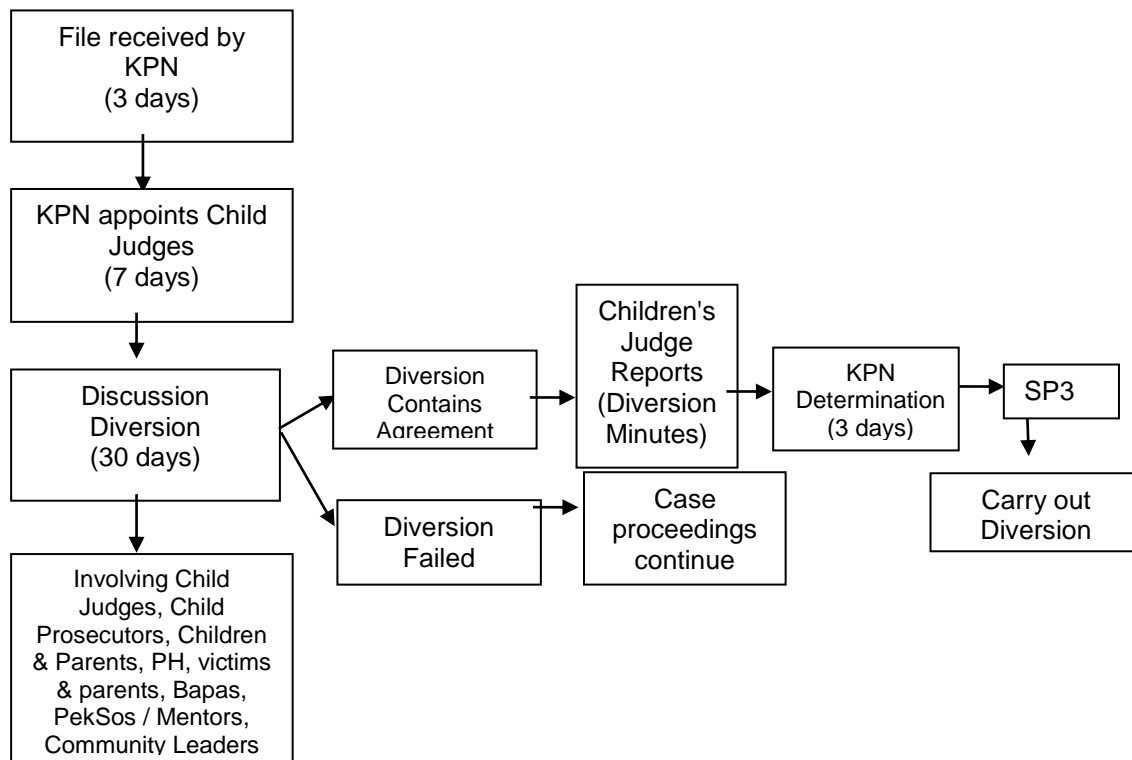 File received by
KPN
(3 days)
KPN appoints Child
Judges
(7 days)
Discussion
Diversion
(30 days)
Involving Child
Judges, Child
Prosecutors, Children
& Parents, PH, victims
& parents, Bapas,
PekSos / Mentors,
Community Leaders
Diversion
Contains
Agreement
Diversion
Failed
Children's
Judge
Reports
(Diversion
Minutes)
Case
proceedings
continue
KPN
Determination
(3 days)
SP3
Carry out
Diversion